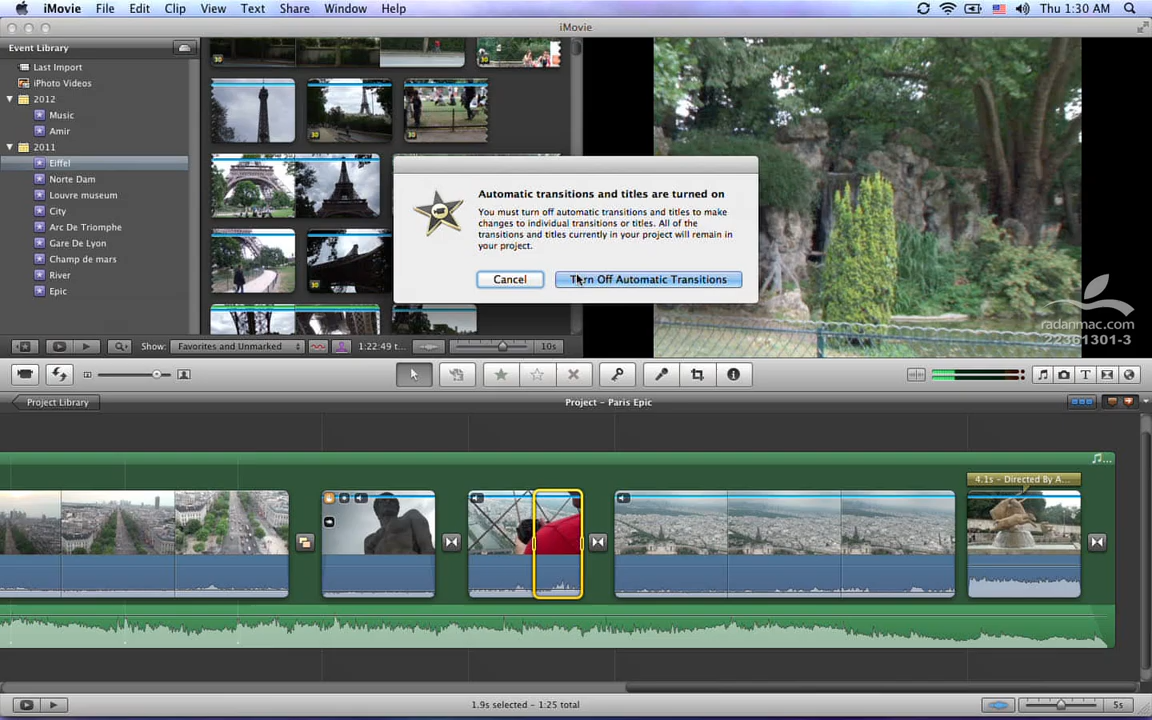 iMovie File Edit Clip View Text Share Window Help Thu 1:30 AM
iMovie
Event Library
Last Import
iPhoto Videos
2012
Music
Amir
2011
Eiffel
Norte Dam
Louvre museum
City
Arc De Triomphe
Gare De Lyon
Champ de mars
River
Epic
Automatic transitions and titles are turned on
You must turn off automatic transitions and titles to make
changes to individual transitions or titles. All of the
transitions and titles currently in your project will remain in
your project.
Cancel Turn Off Automatic Transitions
radanmac.com
22361301-3
Show: Favorites and Unmarked 1:22:49 t... 10s
Project Library Project – Paris Epic
4.1s – Directed By A...
1.9s selected – 1:25 total 5s